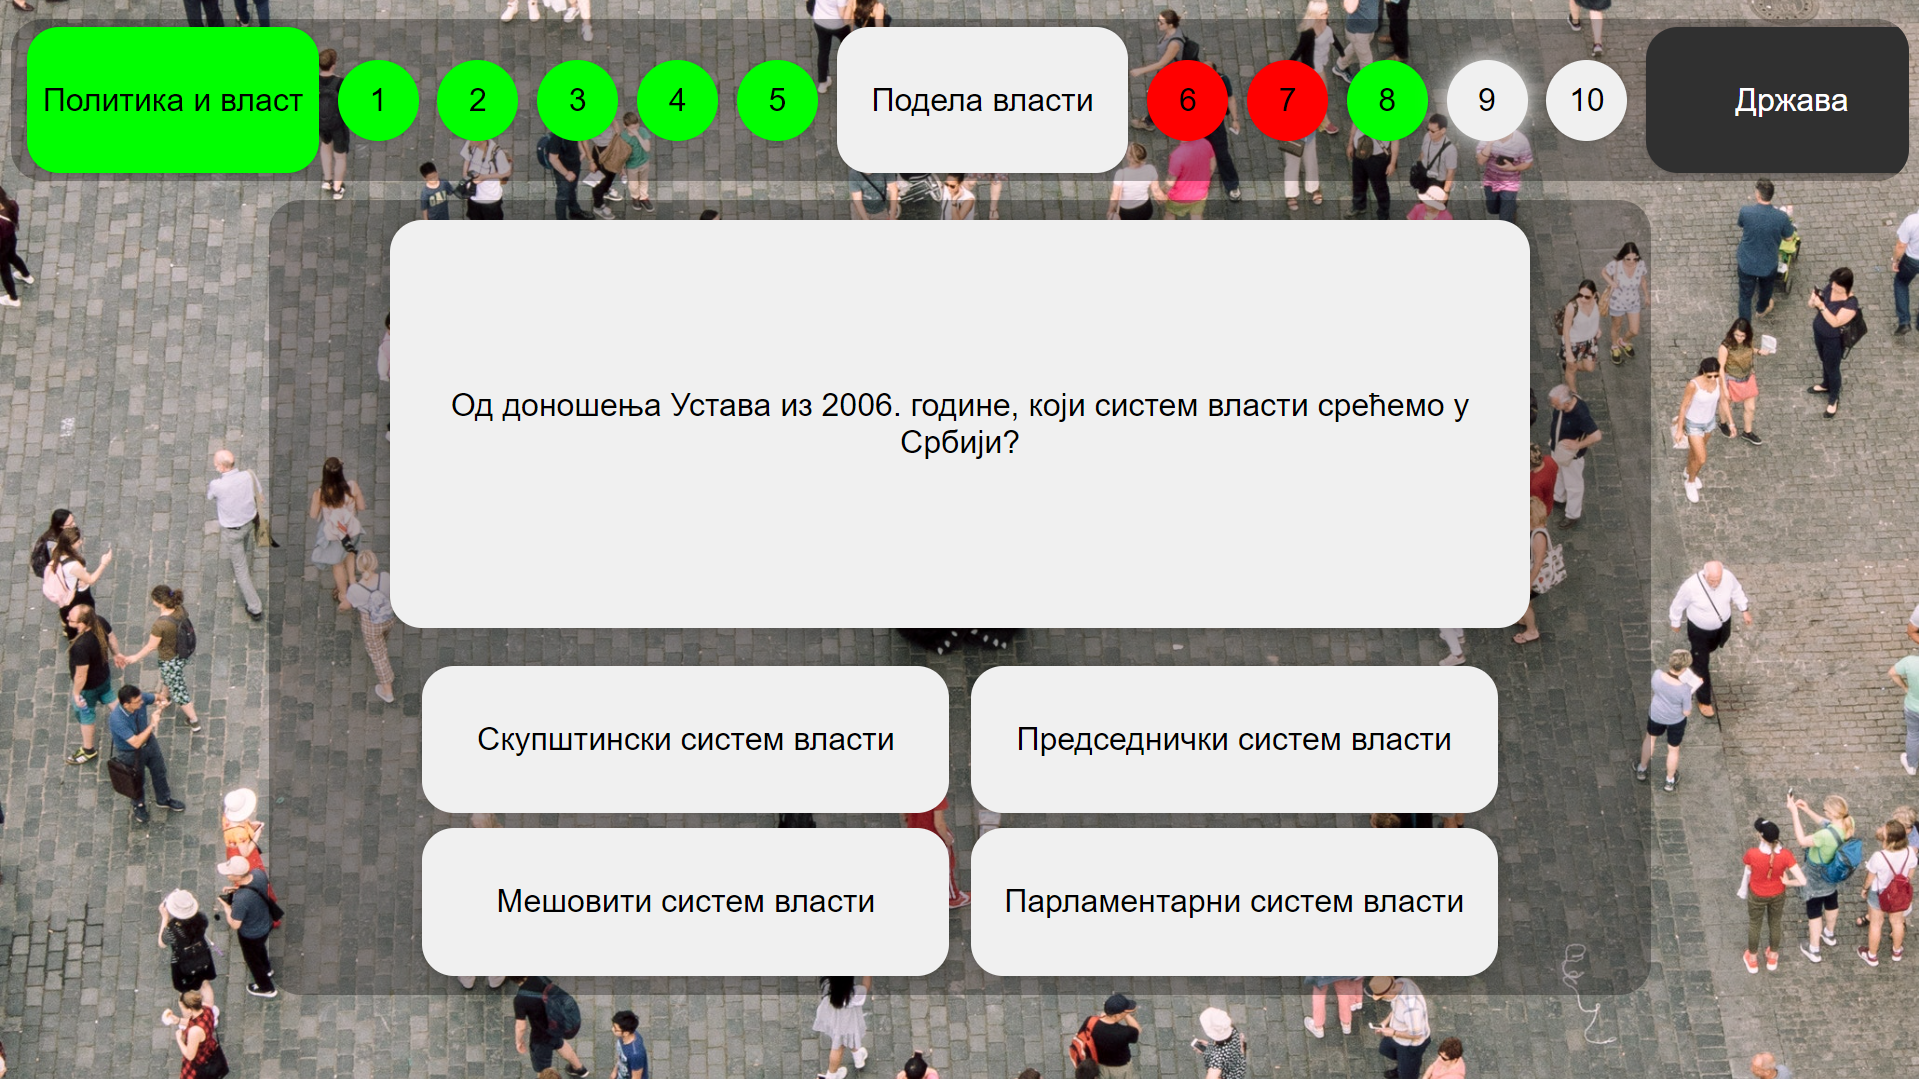 Политика и власт 1 2 3 4 5 Подела власти 6 7 8 9 10 Држава
Од доношења Устава из 2006. године, који систем власти срећемо у
Србији?
Скупштински систем власти
Председнички систем власти
Мешовити систем власти
Парламентарни систем власти